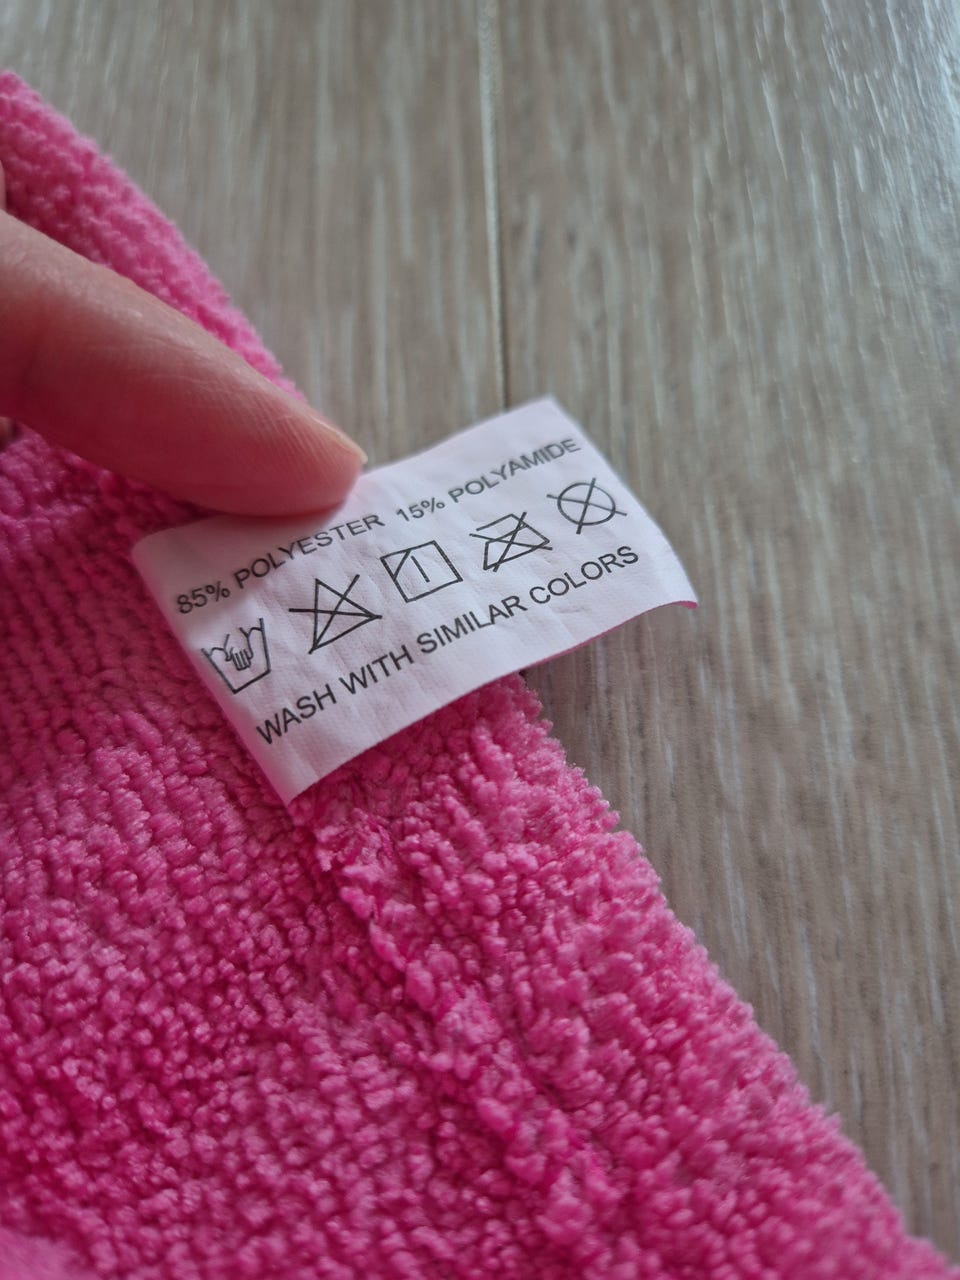 85% POLYESTER 15% POLYAMIDE
WASH WITH SIMILAR COLORS